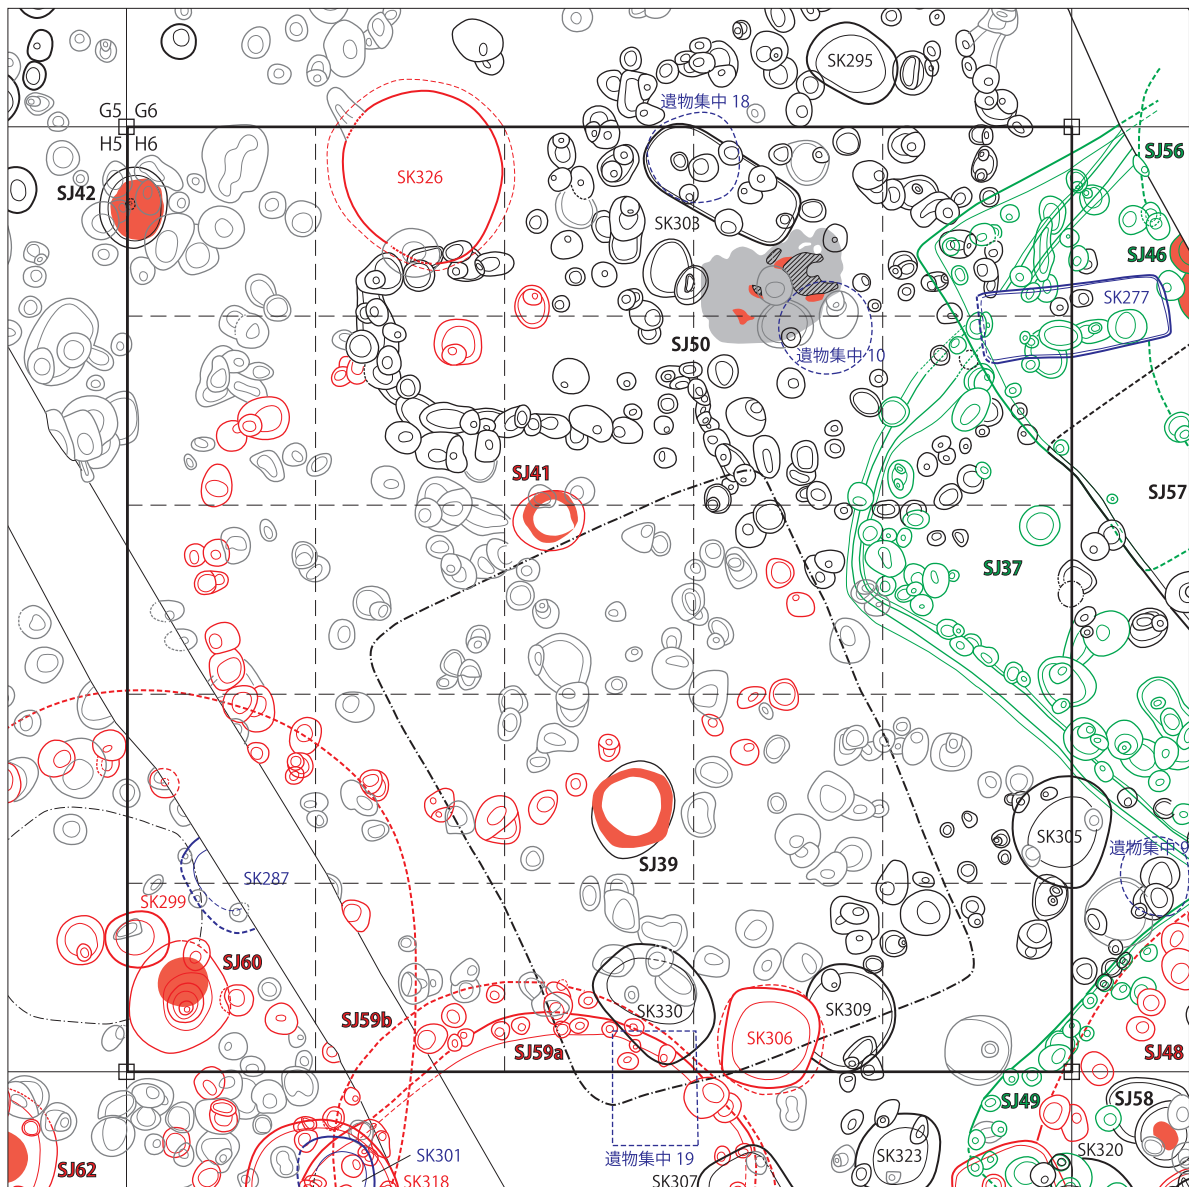 SK295
遺物集中 18
G5 G6
H5 H6
SJ56
SJ42
SK326
SK303
SJ46
SK277
SJ50
遺物集中 10
SJ41
SJ57
SJ37
SK305
遺物集中 9
SJ39
SK287
SK299
SJ60
SK330
SK309
SJ59b
SK306
SJ59a
SJ48
SJ49
SJ58
SK301
遺物集中 19
SK323
SK320
SJ62
SK318
SK307